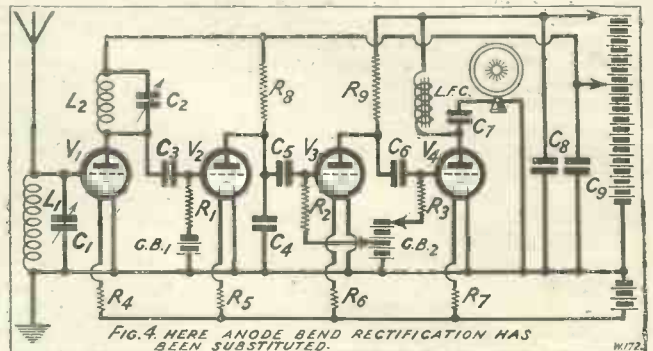 L2
C2
R8
R9
L.F.C.
C7
C8
C9
V1
C3
V2
C5
V3
C6
V4
L1
C1
R1
G.B.1
C4
R2
R3
G.B.2
R4
R5
R6
R7
FIG.4. HERE ANODE BEND RECTIFICATION HAS
BEEN SUBSTITUTED.
W.172.